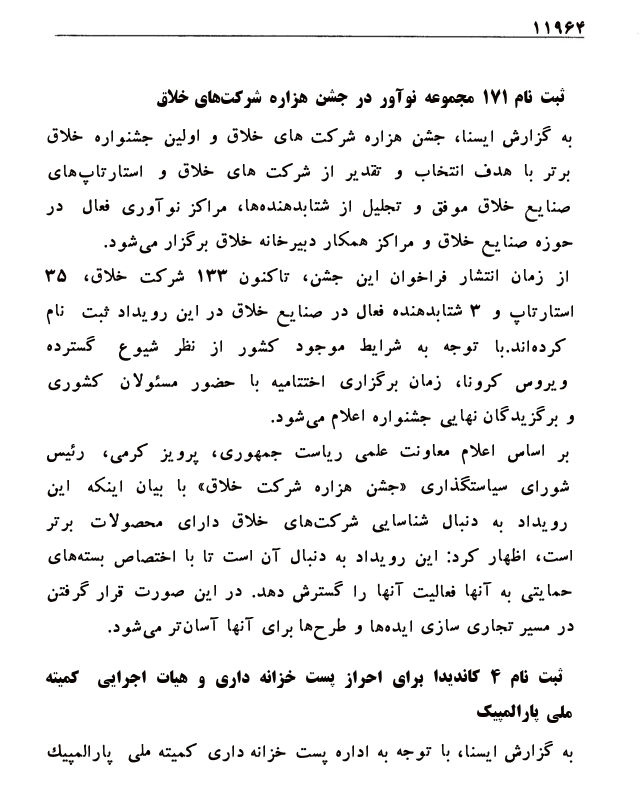 ۱۱۹۶۴
ثبت نام ۱۷۱ مجموعه نوآور در جشن هزاره شرکت‌های خلاق
به گزارش ایسنا، جشن هزاره شرکت های خلاق و اولین جشنواره خلاق
برتر با هدف انتخاب و تقدیر از شرکت های خلاق و استارتاپ‌های
صنایع خلاق موفق و تجلیل از شتابدهنده‌ها، مراکز نوآوری فعال در
حوزه صنایع خلاق و مراکز همکار دبیرخانه خلاق برگزار می‌شود.
از زمان انتشار فراخوان این جشن، تاکنون ۱۳۳ شرکت خلاق، ۳۵
استارتاپ و ۳ شتابدهنده فعال در صنایع خلاق در این رویداد ثبت نام
کرده‌اند.با توجه به شرایط موجود کشور از نظر شیوع گسترده
ویروس کرونا، زمان برگزاری اختتامیه با حضور مسئولان کشوری
و برگزیدگان نهایی جشنواره اعلام می‌شود.
بر اساس اعلام معاونت علمی ریاست جمهوری، پرویز کرمی، رئیس
شورای سیاستگذاری «جشن هزاره شرکت خلاق» با بیان اینکه این
رویداد به دنبال شناسایی شرکت‌های خلاق دارای محصولات برتر
است، اظهار کرد: این رویداد به دنبال آن است تا با اختصاص بسته‌های
حمایتی به آنها فعالیت آنها را گسترش دهد. در این صورت قرار گرفتن
در مسیر تجاری سازی ایده‌ها و طرح‌ها برای آنها آسان‌تر می‌شود.
ثبت نام ۴ کاندیدا برای احراز پست خزانه داری و هیات اجرایی کمیته
ملی پارالمپیک
به گزارش ایسنا، با توجه به اداره پست خزانه داری کمیته ملی پارالمپیک